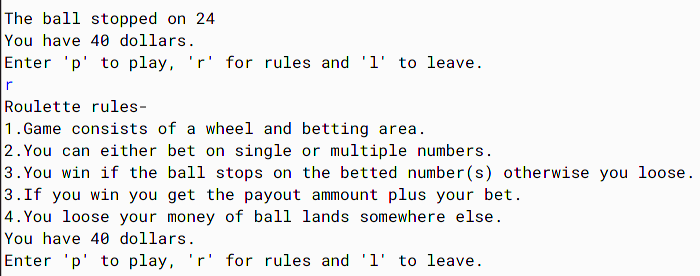 The ball stopped on 24
You have 40 dollars.
Enter 'p' to play, 'r' for rules and 'l' to leave.
r
Roulette rules-
1.Game consists of a wheel and betting area.
2.You can either bet on single or multiple numbers.
3.You win if the ball stops on the betted number(s) otherwise you loose.
3.If you win you get the payout ammount plus your bet.
4.You loose your money of ball lands somewhere else.
You have 40 dollars.
Enter 'p' to play, 'r' for rules and 'l' to leave.